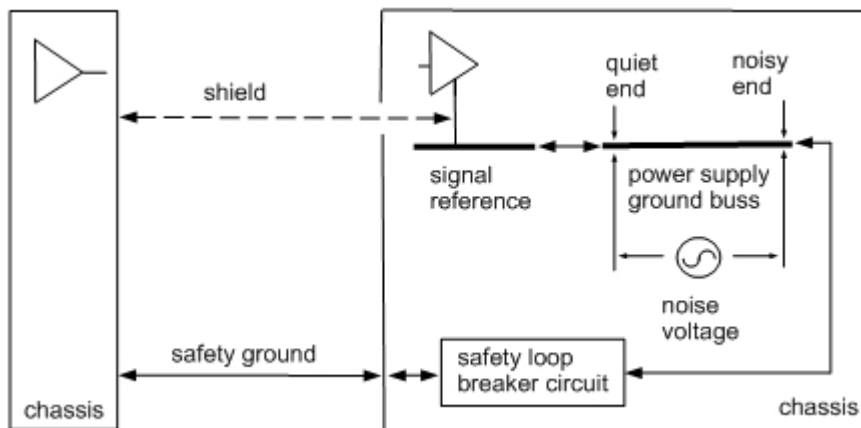 quiet
end
noisy
end
shield
signal
reference
power supply
ground buss
noise
voltage
safety ground
safety loop
breaker circuit
chassis
chassis